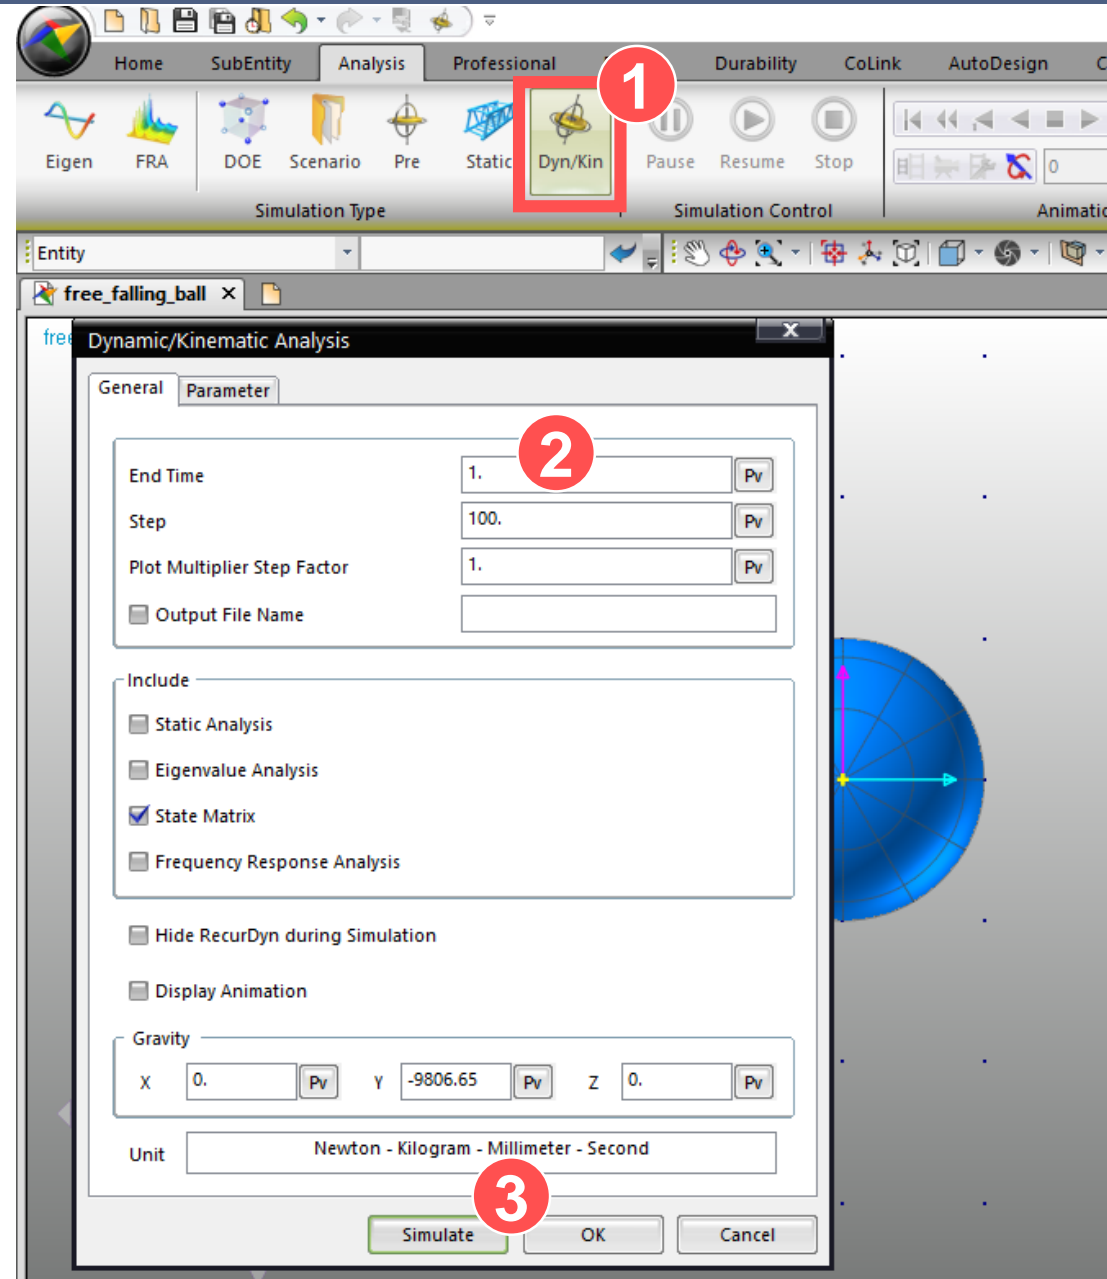 Home SubEntity Analysis Professional Durability CoLink AutoDesign
1
Eigen FRA DOE Scenario Pre Static Dyn/Kin Pause Resume Stop 0
Simulation Type Simulation Control
Entity
free_falling_ball X
Dynamic/Kinematic Analysis X
General Parameter
2
End Time 1. Pv
Step 100. Pv
Plot Multiplier Step Factor 1. Pv
Output File Name
Include
Static Analysis
Eigenvalue Analysis
State Matrix
Frequency Response Analysis
Hide RecurDyn during Simulation
Display Animation
Gravity
X 0. Pv Y -9806.65 Pv Z 0. Pv
Unit Newton - Kilogram - Millimeter - Second
3
Simulate OK Cancel